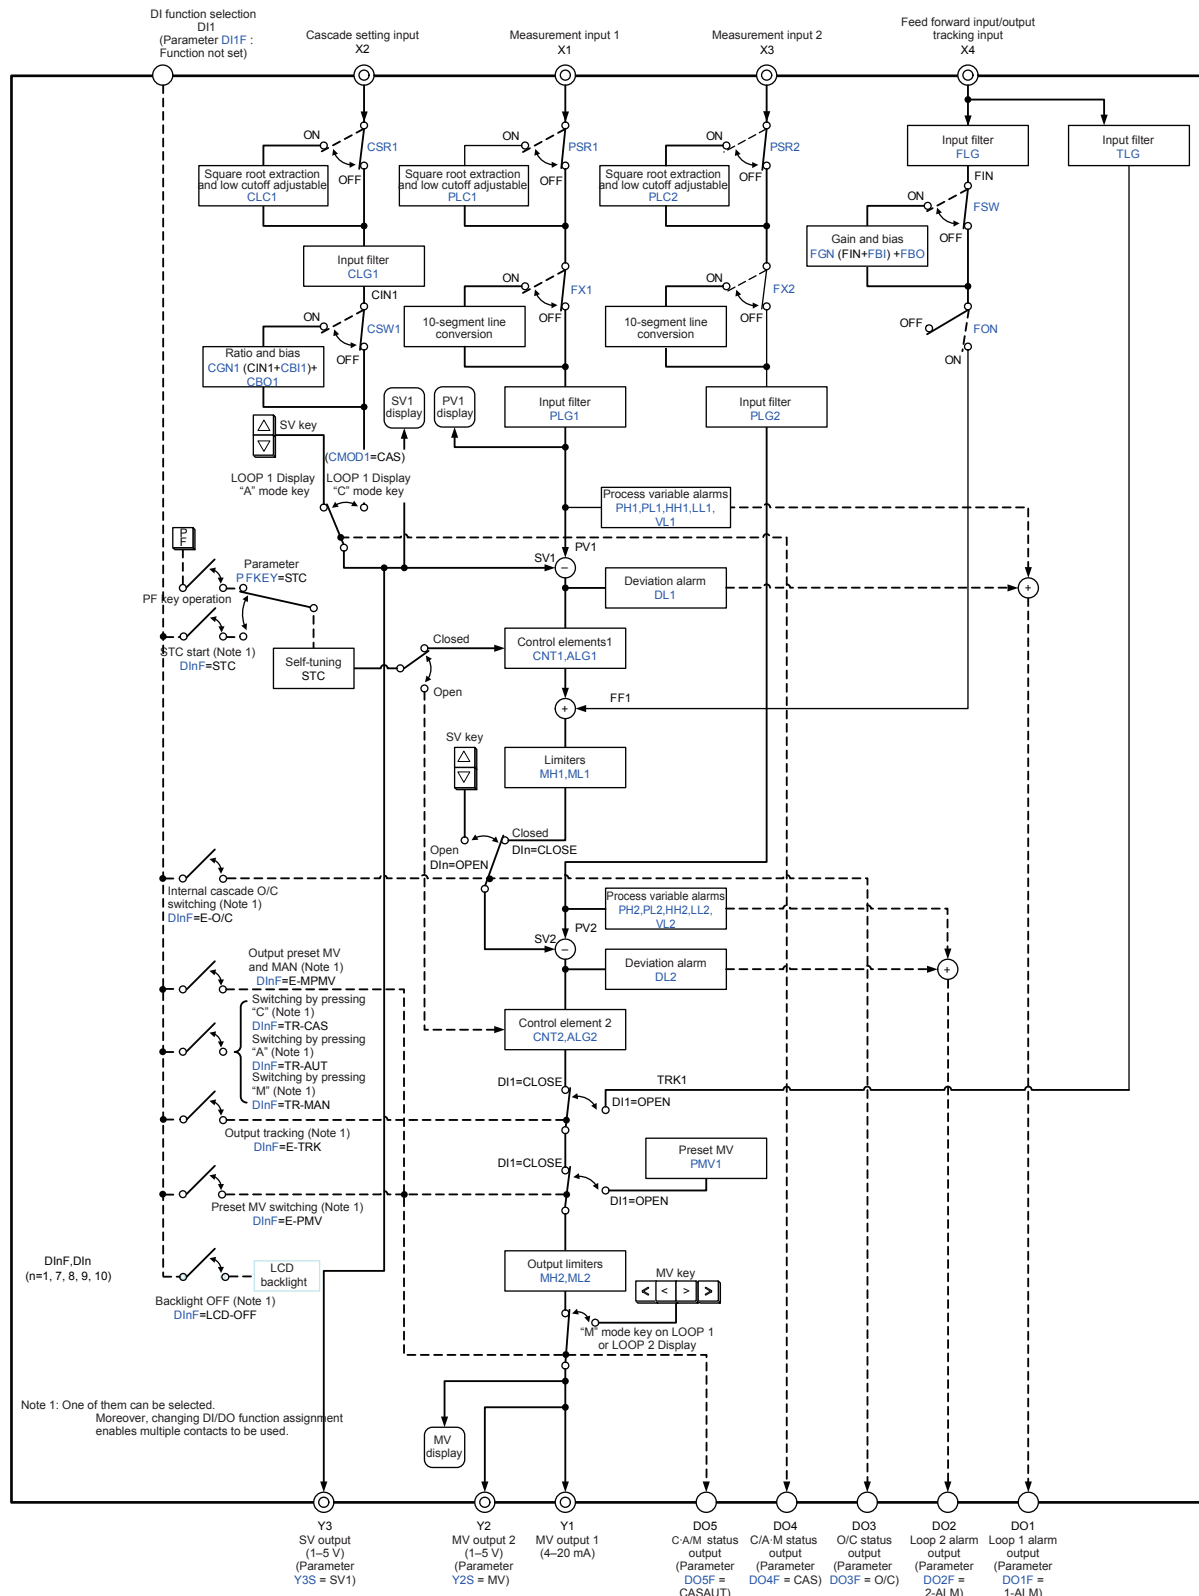 DI function selection
DI1
(Parameter DI1F :
Function not set)
Cascade setting input
X2
Measurement input 1
X1
Measurement input 2
X3
Feed forward input/output
tracking input
X4
ON
CSR1
OFF
Square root extraction
and low cutoff adjustable
CLC1
ON
PSR1
OFF
Square root extraction
and low cutoff adjustable
PLC1
ON
PSR2
OFF
Square root extraction
and low cutoff adjustable
PLC2
Input filter
FLG
Input filter
TLG
FIN
ON
FSW
OFF
Gain and bias
FGN (FIN+FBI) +FBO
Input filter
CLG1
CIN1
ON
CSW1
OFF
Ratio and bias
CGN1 (CIN1+CBI1)+
CBO1
ON
FX1
OFF
10-segment line
conversion
ON
FX2
OFF
10-segment line
conversion
OFF
FON
ON
SV1
display
PV1
display
Input filter
PLG1
Input filter
PLG2
SV key
(CMOD1=CAS)
LOOP 1 Display
“A” mode key
LOOP 1 Display
“C” mode key
Process variable alarms
PH1,PL1,HH1,LL1,
VL1
PF
PV1
SV1
−
Parameter
PFKEY=STC
PF key operation
Deviation alarm
DL1
+
STC start (Note 1)
DInF=STC
Self-tuning
STC
Closed
Open
Control elements1
CNT1,ALG1
+
FF1
SV key
Limiters
MH1,ML1
Closed
DIn=CLOSE
Open
DIn=OPEN
Internal cascade O/C
switching (Note 1)
DInF=E-O/C
Process variable alarms
PH2,PL2,HH2,LL2,
VL2
PV2
SV2
−
Deviation alarm
DL2
+
Output preset MV
and MAN (Note 1)
DInF=E-MPMV
Switching by pressing
“C” (Note 1)
DInF=TR-CAS
Switching by pressing
“A” (Note 1)
DInF=TR-AUT
Switching by pressing
“M” (Note 1)
DInF=TR-MAN
Control element 2
CNT2,ALG2
DI1=CLOSE
TRK1
DI1=OPEN
Output tracking (Note 1)
DInF=E-TRK
DI1=CLOSE
Preset MV
PMV1
DI1=OPEN
Preset MV switching (Note 1)
DInF=E-PMV
DInF,DIn
(n=1, 7, 8, 9, 10)
LCD
backlight
Backlight OFF (Note 1)
DInF=LCD-OFF
Output limiters
MH2,ML2
MV key
< < > >
“M” mode key on LOOP 1
or LOOP 2 Display
Note 1: One of them can be selected.
Moreover, changing DI/DO function assignment
enables multiple contacts to be used.
MV
display
Y3
SV output
(1–5 V)
(Parameter
Y3S = SV1)
Y2
MV output 2
(1–5 V)
(Parameter
Y2S = MV)
Y1
MV output 1
(4–20 mA)
DO5
C·A/M status
output
(Parameter
DO5F =
CASAUT)
DO4
C/A·M status
output
(Parameter
DO4F = CAS)
DO3
O/C status
output
(Parameter
DO3F = O/C)
DO2
Loop 2 alarm
output
(Parameter
DO2F =
2-ALM)
DO1
Loop 1 alarm
output
(Parameter
DO1F =
1-ALM)